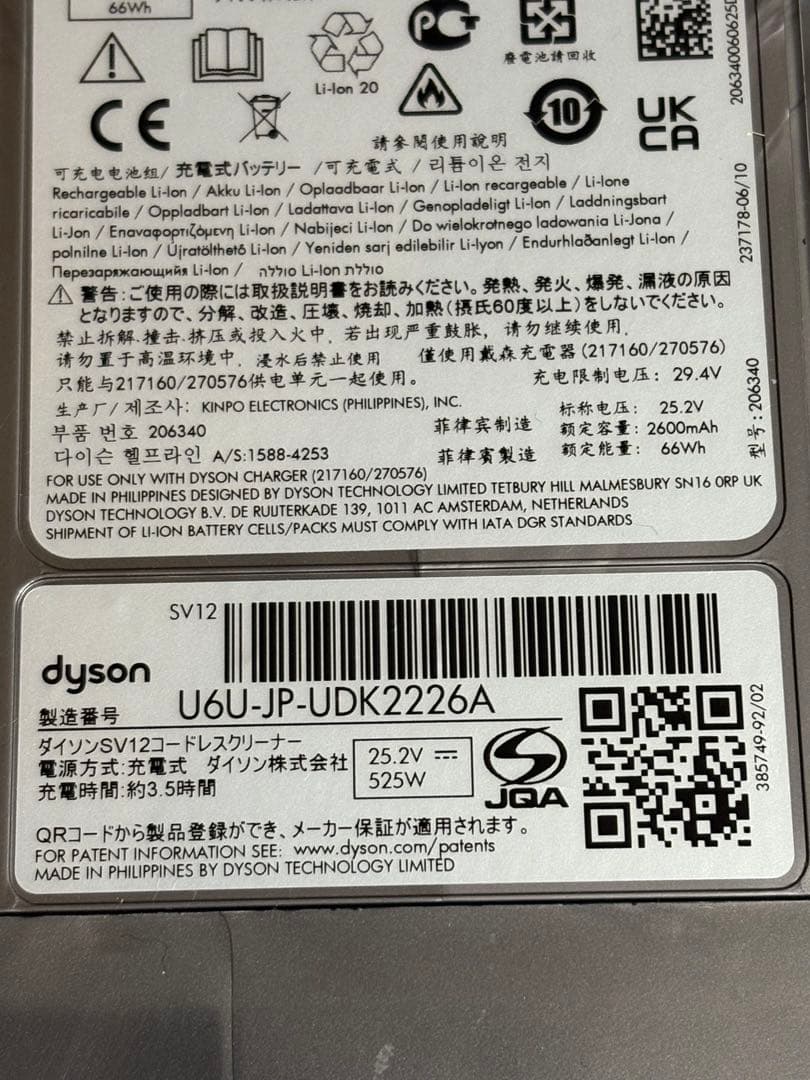 66Wh
Li-Ion 20
廢電池請回收
10
UK
CA
CE
請參閱使用說明
可充电电池组/ 充電式バッテリー /可充電式 / 리튬이온 전지
Rechargeable Li-Ion / Akku Li-Ion / Oplaadbaar Li-Ion / Li-Ion recargeable / Li-Ione
ricaricabile / Oppladbart Li-Ion / Ladattava Li-Ion / Genopladeligt Li-Ion / Laddningsbart
Li-Jon / Επαναφορτιζόμενη Li-Ion / Nabíjecí Li-Ion / Do wielokrotnego ladowania Li-Jona /
polnilne Li-Ion / Újratölthető Li-Ion / Yeniden sarj edilebilir Li-Iyon / Endurhlaðanlegt Li-Ion /
Перезаряжающийя Li-Ion / סוללה Li-Ion נטללית
警告:ご使用の際には取扱説明書をお読みください。発熱、発火、爆発、漏液の原因
となりますので、分解、改造、圧壊、焼却、加熱(摂氏60度以上)をしないでください。
禁止拆解.撞击.挤压或投入火中. 若出现严重鼓胀, 请勿继续使用.
请勿置于高温环境中. 浸水后禁止使用 僅使用戴森充電器 (217160/270576)
只能与217160/270576供电单元一起使用。 充电限制电压: 29.4V
生产厂/ 制造商: KINPO ELECTRONICS (PHILIPPINES), INC. 标称电压: 25.2V
부품 번호 206340 菲律宾制造 额定容量: 2600mAh
다이슨 헬프라인 A/S:1588-4253 菲律賓製造 额定能量: 66Wh
FOR USE ONLY WITH DYSON CHARGER (217160/270576)
MADE IN PHILIPPINES DESIGNED BY DYSON TECHNOLOGY LIMITED TETBURY HILL MALMESBURY SN16 0RP UK
DYSON TECHNOLOGY B.V. DE RUIJTERKADE 139, 1011 AC AMSTERDAM, NETHERLANDS
SHIPMENT OF LI-ION BATTERY CELLS/PACKS MUST COMPLY WITH IATA DGR STANDARDS
237178-06/10
型号: 206340
SV12
dyson
製造番号 U6U-JP-UDK2226A
ダイソンSV12コードレスクリーナー
電源方式:充電式 ダイソン株式会社
充電時間:約3.5時間
25.2V
525W
JQA
385749-92/02
QRコードから製品登録ができ、メーカー保証が適用されます。
FOR PATENT INFORMATION SEE: www.dyson.com/patents
MADE IN PHILIPPINES BY DYSON TECHNOLOGY LIMITED